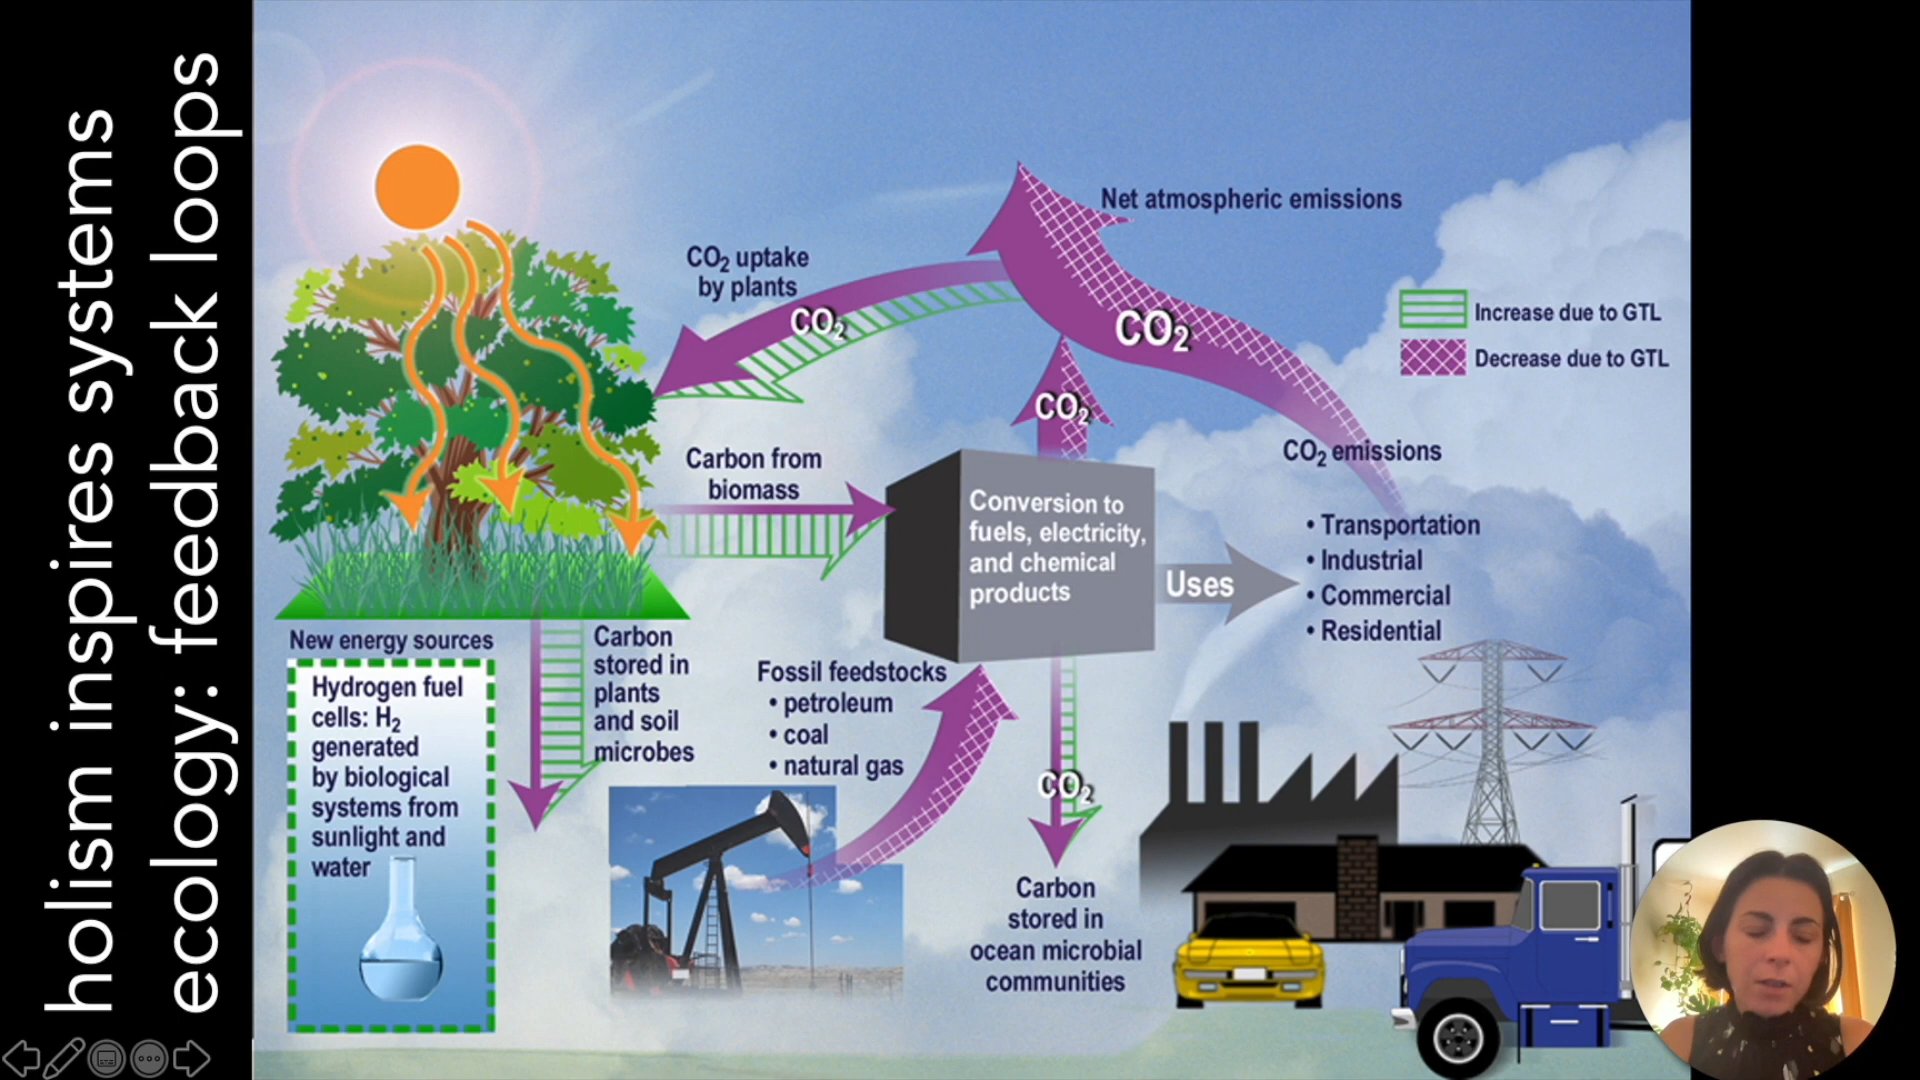 holism inspires systems
ecology: feedback loops
Net atmospheric emissions
CO₂ uptake
by plants
CO₂
CO₂
Increase due to GTL
Decrease due to GTL
CO₂
CO₂ emissions
Carbon from
biomass
Conversion to
fuels, electricity,
and chemical
products
Uses
• Transportation
• Industrial
• Commercial
• Residential
New energy sources
Hydrogen fuel
cells: H₂
generated
by biological
systems from
sunlight and
water
Carbon
stored in
plants
and soil
microbes
Fossil feedstocks
• petroleum
• coal
• natural gas
CO₂
Carbon
stored in
ocean microbial
communities